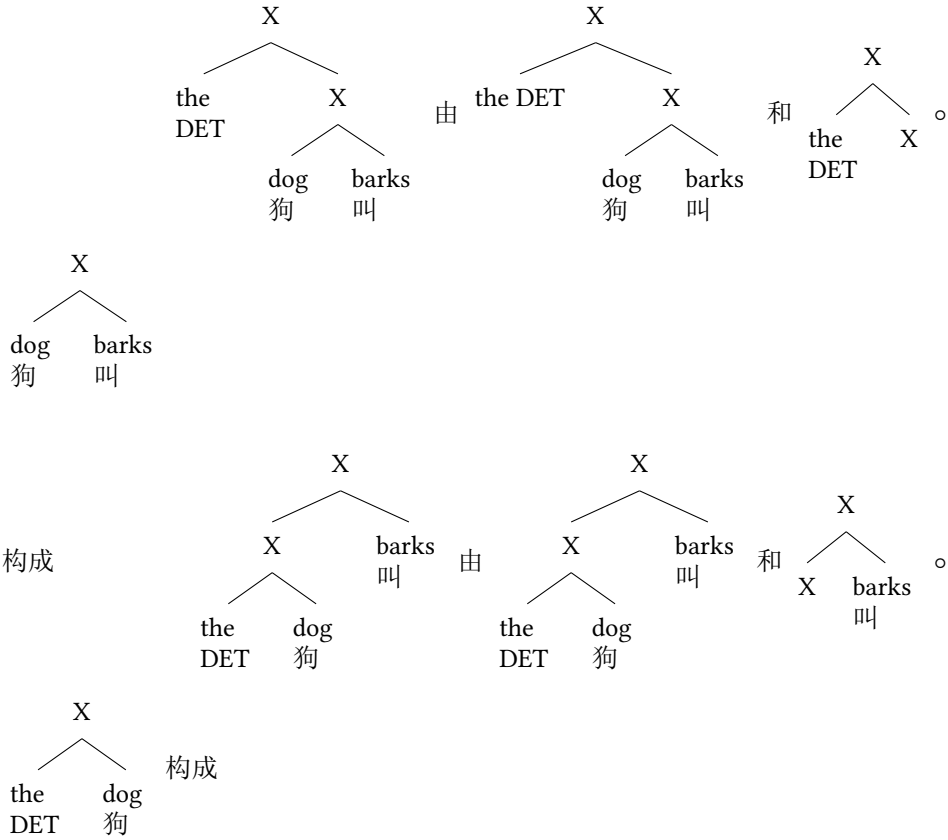 X X X
the DET X 由 the DET X 和 the DET X 。
dog 狗 barks 叫 dog 狗 barks 叫
X
dog barks
狗 叫
X X X
构成 X barks 叫 由 X barks 叫 和 X barks 叫 。
the DET dog 狗 the DET dog 狗
X
the dog 构成
DET 狗